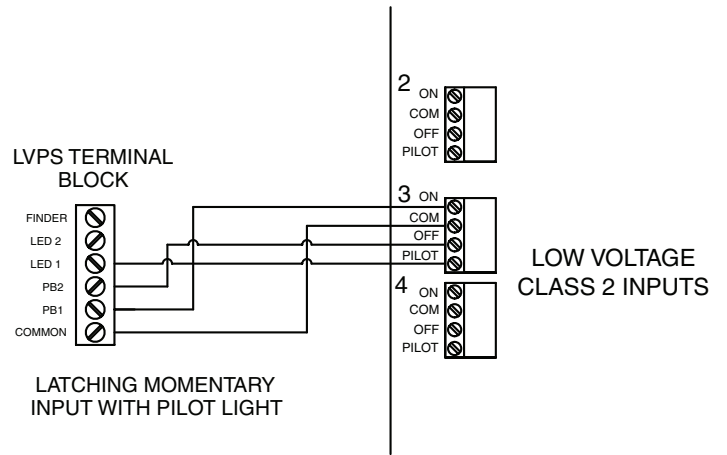 LVPS TERMINAL
BLOCK
FINDER
LED 2
LED 1
PB2
PB1
COMMON
LATCHING MOMENTARY
INPUT WITH PILOT LIGHT
2
ON
COM
OFF
PILOT
3
ON
COM
OFF
PILOT
4
ON
COM
OFF
PILOT
LOW VOLTAGE
CLASS 2 INPUTS